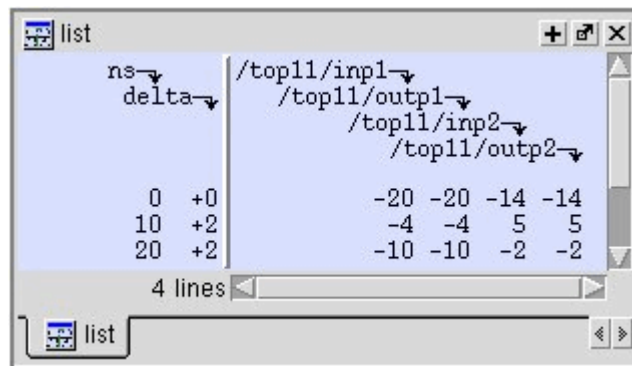 list
ns /top11/inp1
delta /top11/outp1
/top11/inp2
/top11/outp2
0 +0 -20 -20 -14 -14
10 +2 -4 -4 5 5
20 +2 -10 -10 -2 -2
4 lines
list